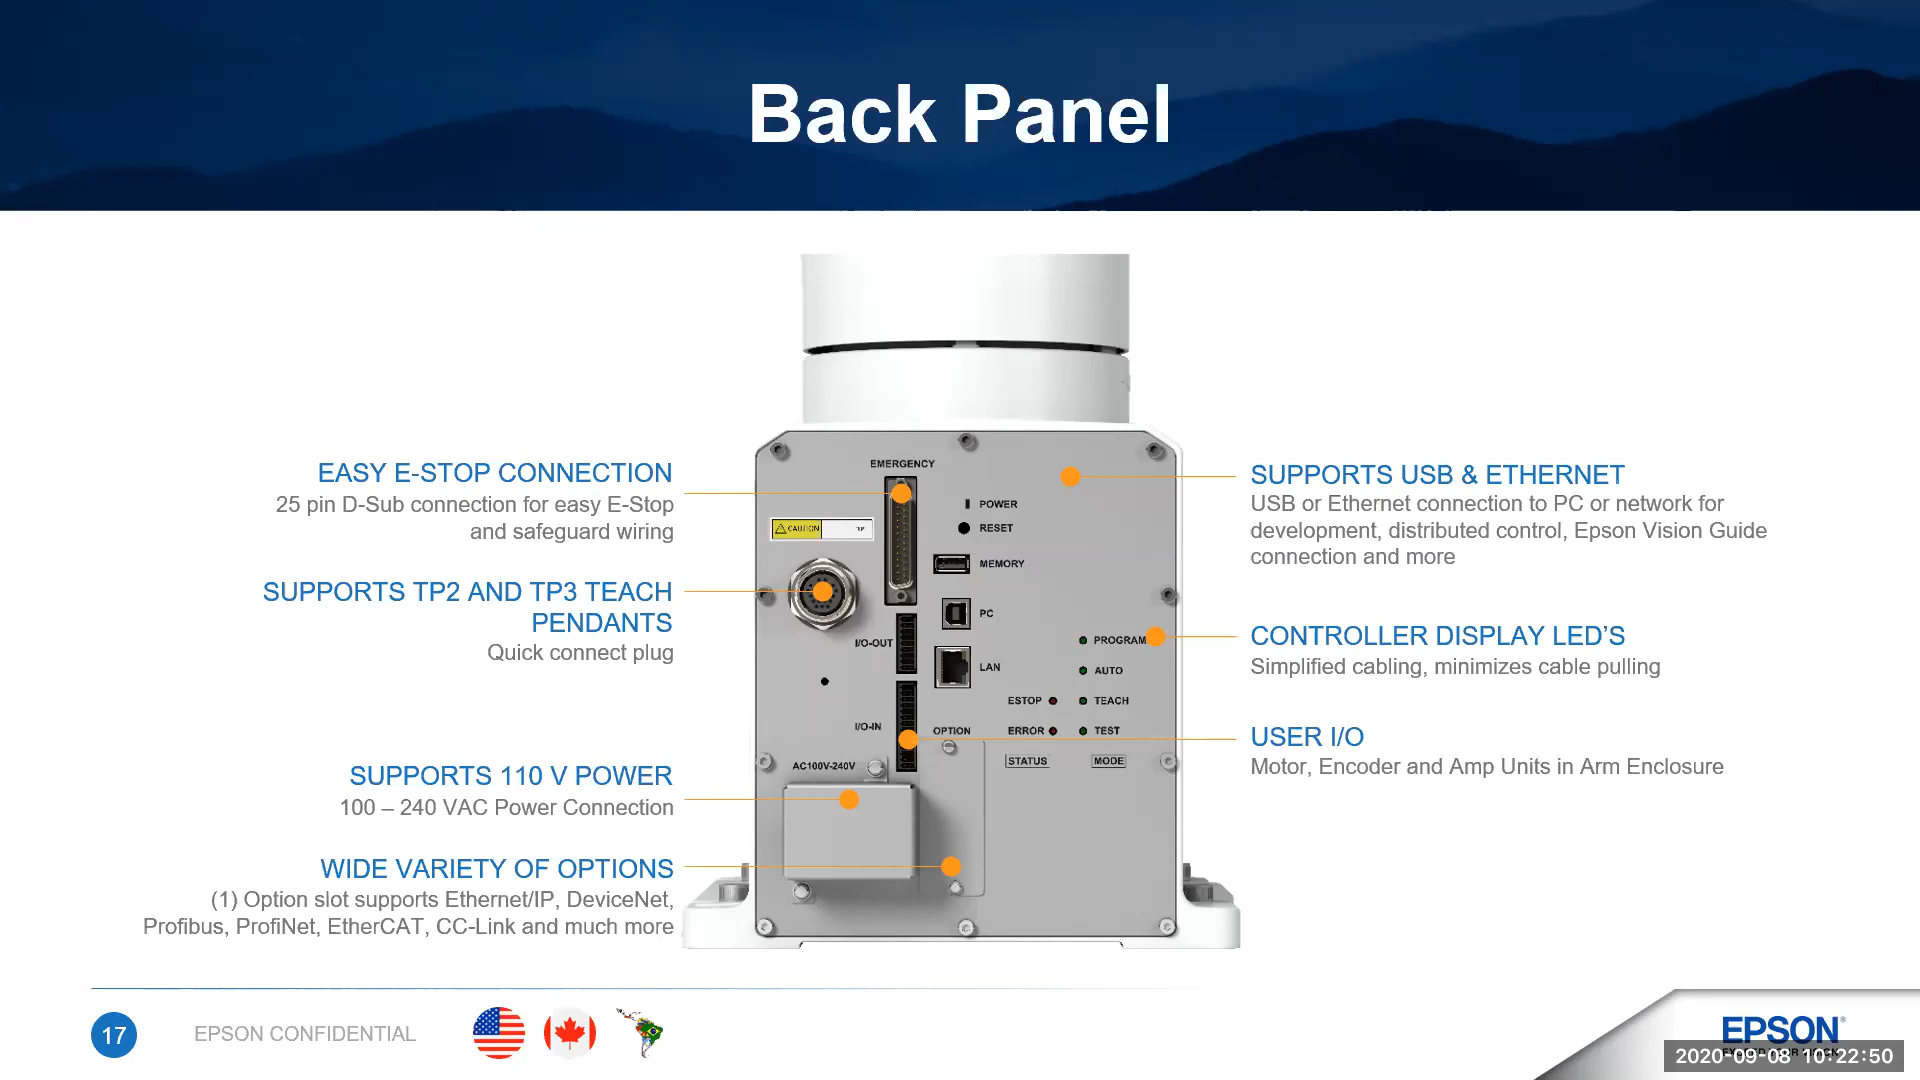 Back Panel
EASY E-STOP CONNECTION
25 pin D-Sub connection for easy E-Stop
and safeguard wiring
SUPPORTS TP2 AND TP3 TEACH
PENDANTS
Quick connect plug
SUPPORTS 110 V POWER
100 – 240 VAC Power Connection
WIDE VARIETY OF OPTIONS
(1) Option slot supports Ethernet/IP, DeviceNet,
Profibus, ProfiNet, EtherCAT, CC-Link and much more
EMERGENCY
CAUTION
TP
POWER
RESET
MEMORY
PC
I/O-OUT
LAN
PROGRAM
AUTO
ESTOP
TEACH
I/O-IN
OPTION
ERROR
TEST
AC100V-240V
STATUS
MODE
SUPPORTS USB & ETHERNET
USB or Ethernet connection to PC or network for
development, distributed control, Epson Vision Guide
connection and more
CONTROLLER DISPLAY LED’S
Simplified cabling, minimizes cable pulling
USER I/O
Motor, Encoder and Amp Units in Arm Enclosure
17
EPSON CONFIDENTIAL
EPSON®
2020-09-08 10:22:50